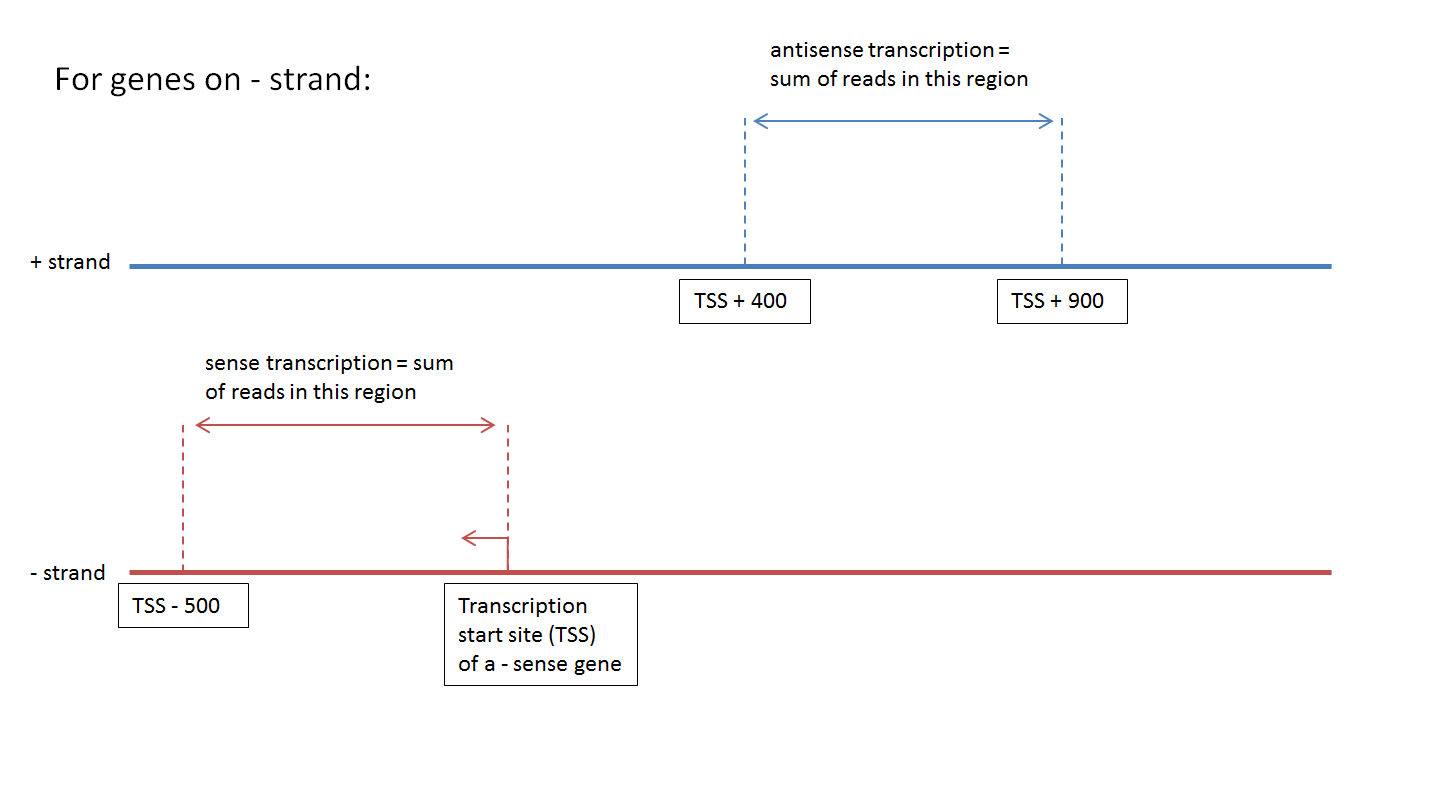 For genes on - strand:
antisense transcription =
sum of reads in this region
+ strand
TSS + 400
TSS + 900
sense transcription = sum
of reads in this region
- strand
TSS - 500
Transcription
start site (TSS)
of a - sense gene